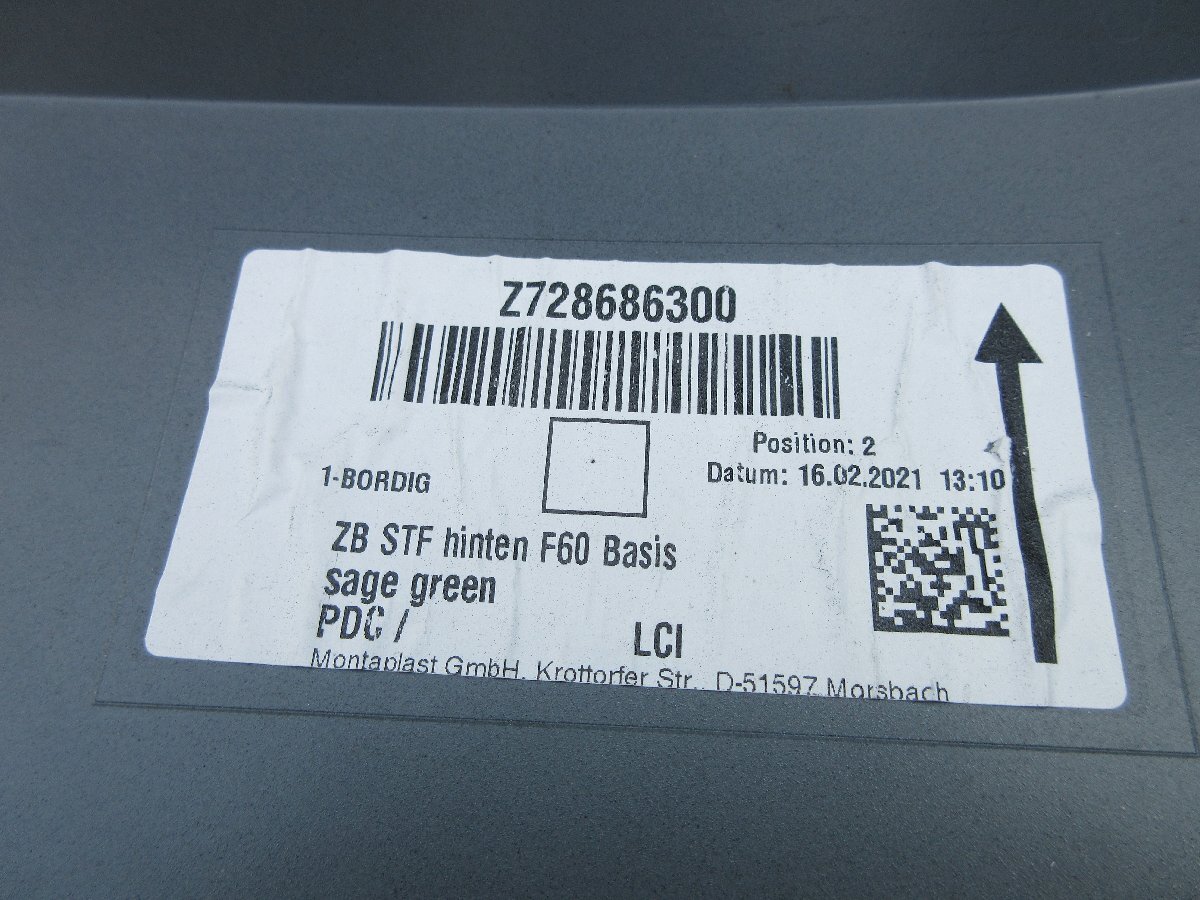 Z728686300
Position: 2
1-BORDIG
Datum: 16.02.2021 13:10
ZB STF hinten F60 Basis
sage green
PDC /
LCI
Montaplast GmbH, Krottorfer Str., D-51597 Morsbach